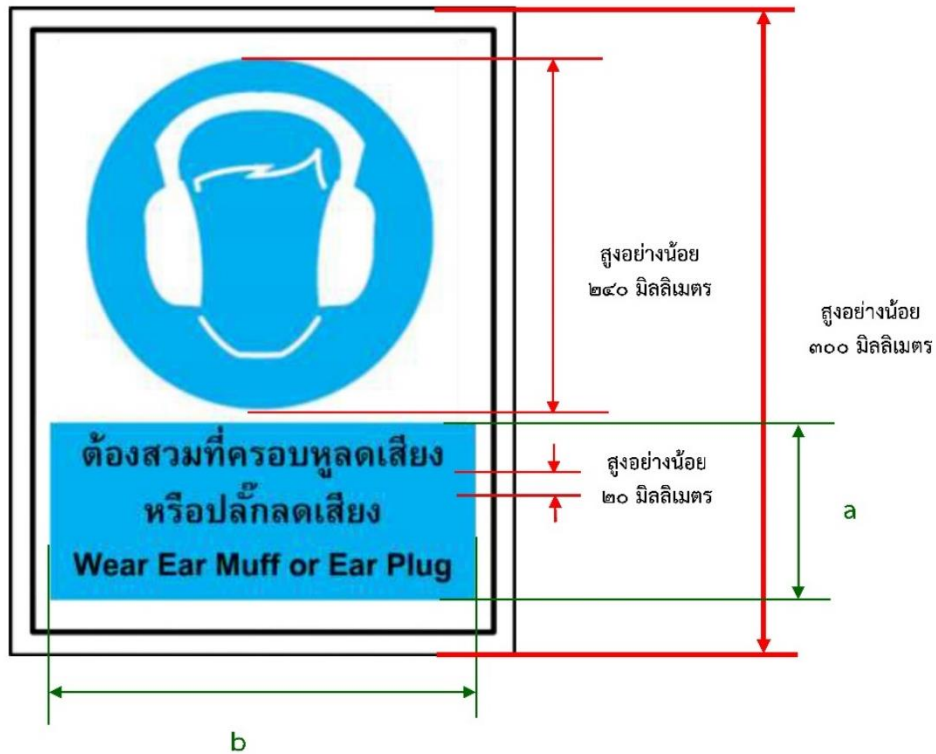 สูงอย่างน้อย
๒๔๐ มิลลิเมตร
สูงอย่างน้อย
๓๐๐ มิลลิเมตร
ต้องสวมที่ครอบหูลดเสียง
หรือปลั๊กลดเสียง
Wear Ear Muff or Ear Plug
สูงอย่างน้อย
๒๐ มิลลิเมตร
a
b